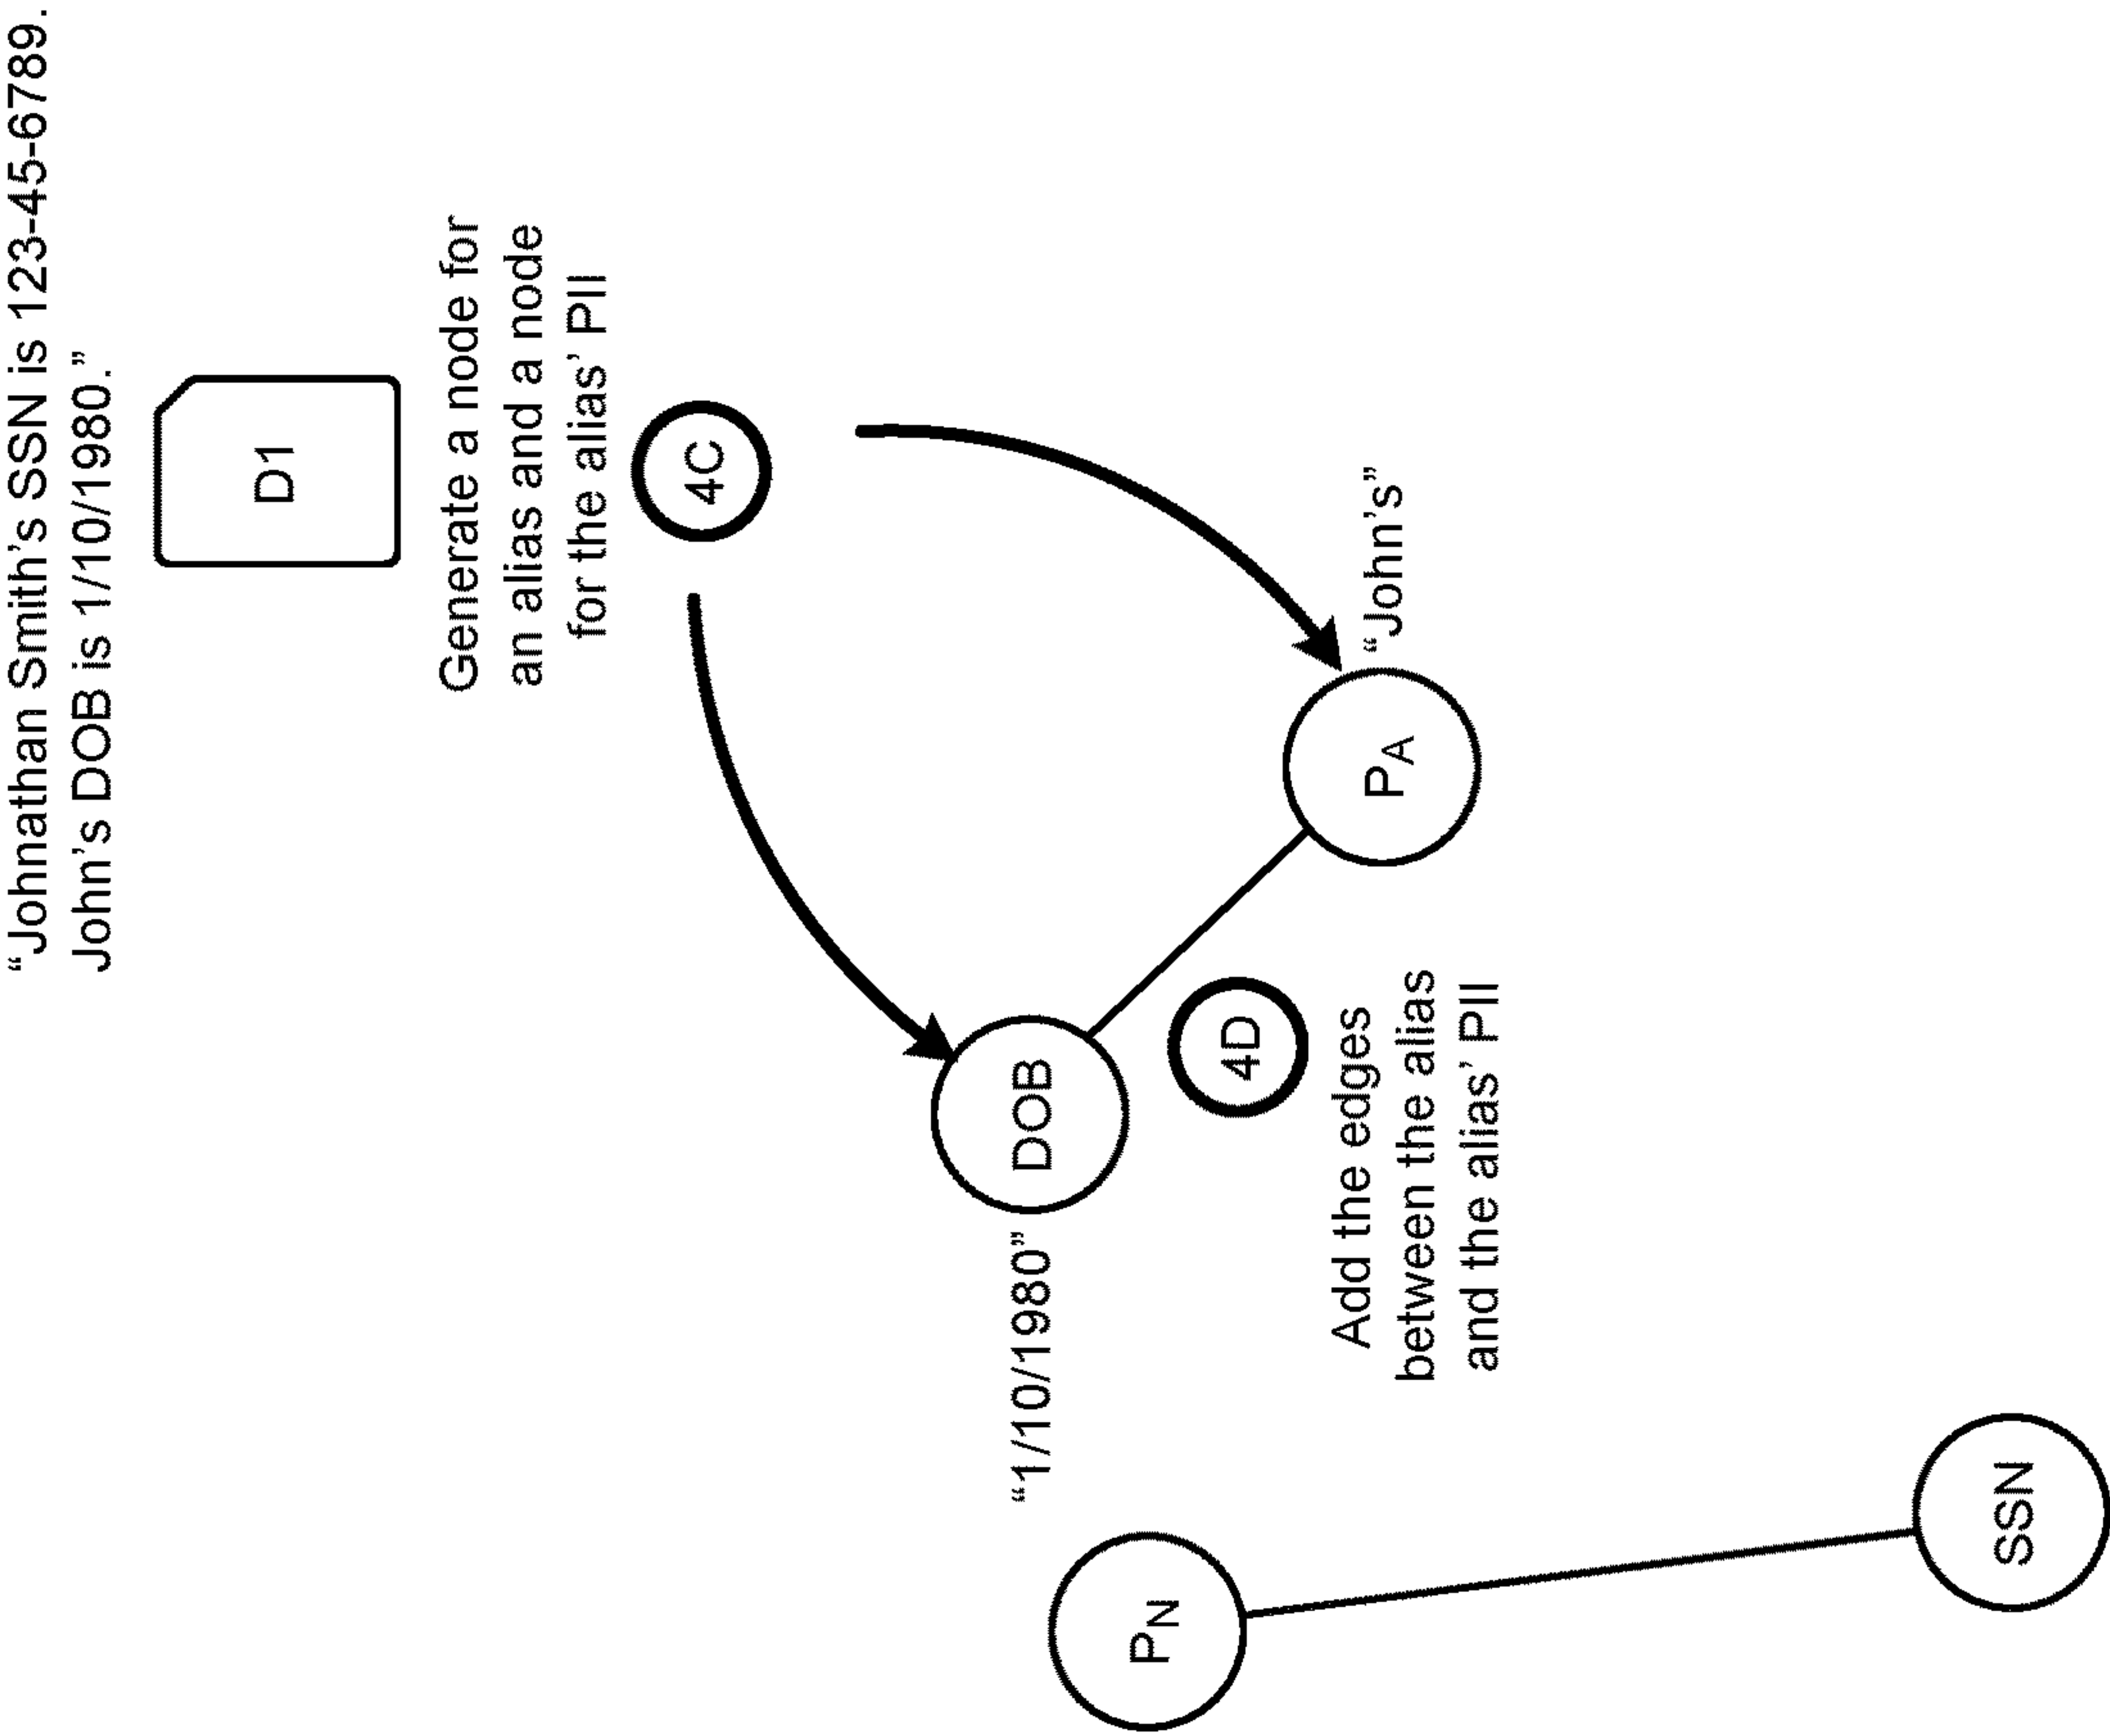 “Johnathan Smith’s SSN is 123-45-6789.
John’s DOB is 1/10/1980.”
D1
Generate a node for
an alias and a node
for the alias’ PII
4C
“1/10/1980”
DOB
4D
Add the edges
between the alias
and the alias’ PII
“John’s”
PA
PN
SSN